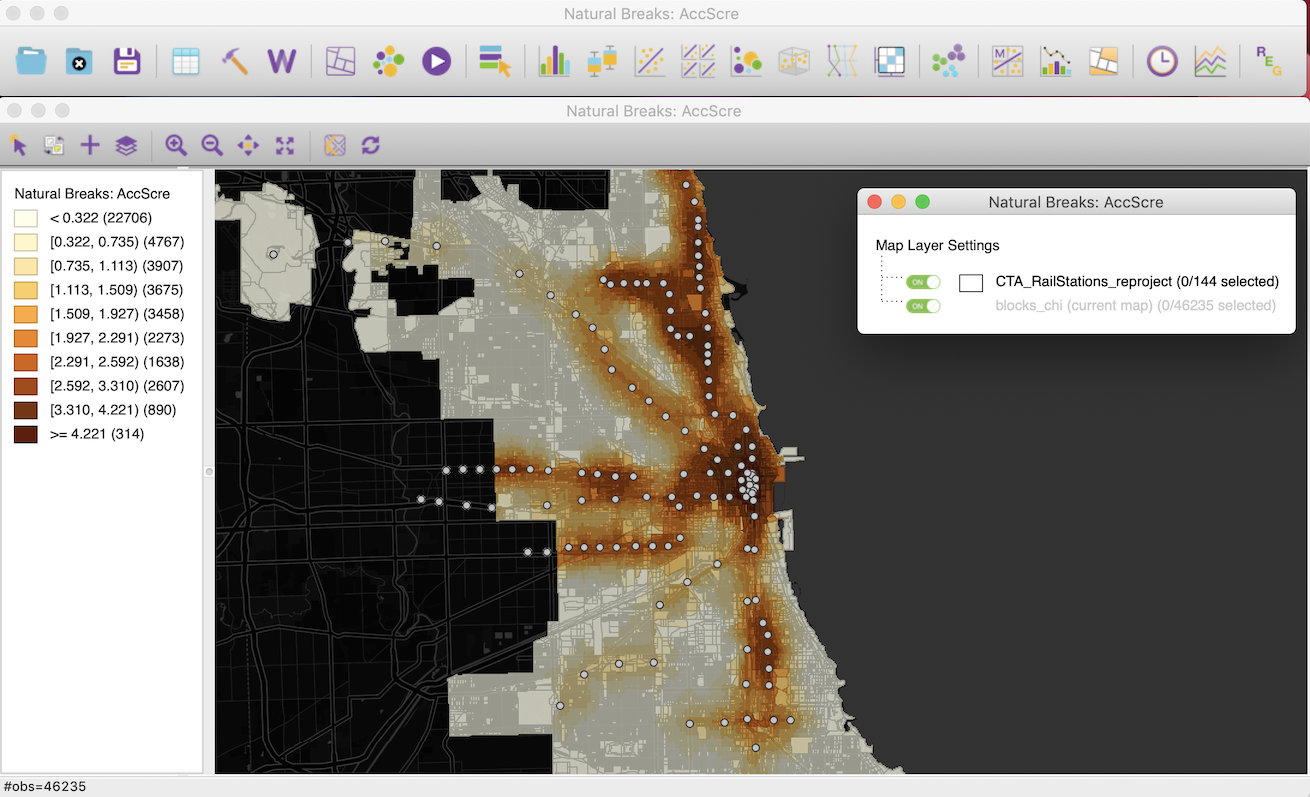 Natural Breaks: AccScre
W
M
R
E
G
Natural Breaks: AccScre
Natural Breaks: AccScre
< 0.322 (22706)
[0.322, 0.735) (4767)
[0.735, 1.113) (3907)
[1.113, 1.509) (3675)
[1.509, 1.927) (3458)
[1.927, 2.291) (2273)
[2.291, 2.592) (1638)
[2.592, 3.310) (2607)
[3.310, 4.221) (890)
>= 4.221 (314)
Natural Breaks: AccScre
Map Layer Settings
ON CTA_RailStations_reproject (0/144 selected)
ON blocks_chi (current map) (0/46235 selected)
#obs=46235